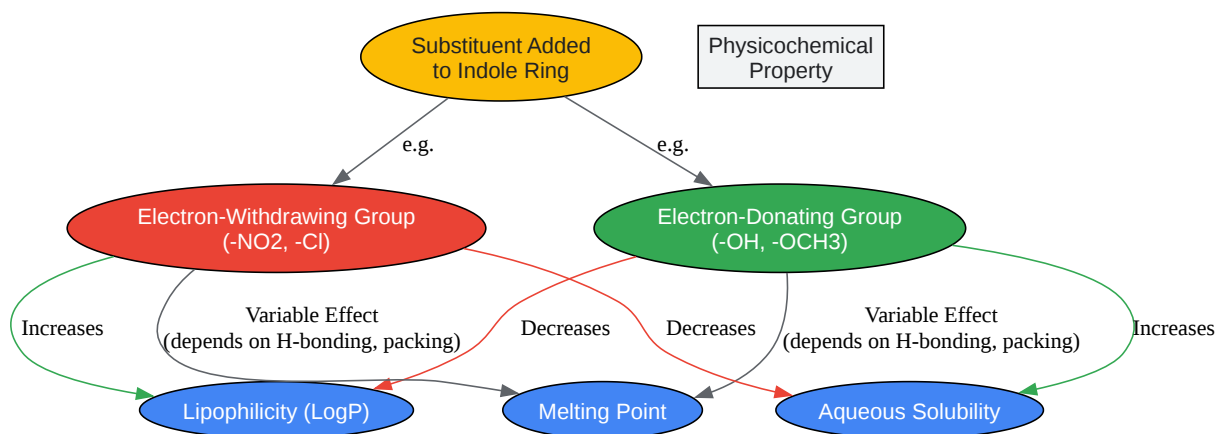 Substituent Added
to Indole Ring
Physicochemical
Property
e.g.
e.g.
Electron-Withdrawing Group
(-NO2, -Cl)
Electron-Donating Group
(-OH, -OCH3)
Increases
Variable Effect
(depends on H-bonding, packing)
Decreases
Decreases
Variable Effect
(depends on H-bonding, packing)
Increases
Lipophilicity (LogP)
Melting Point
Aqueous Solubility